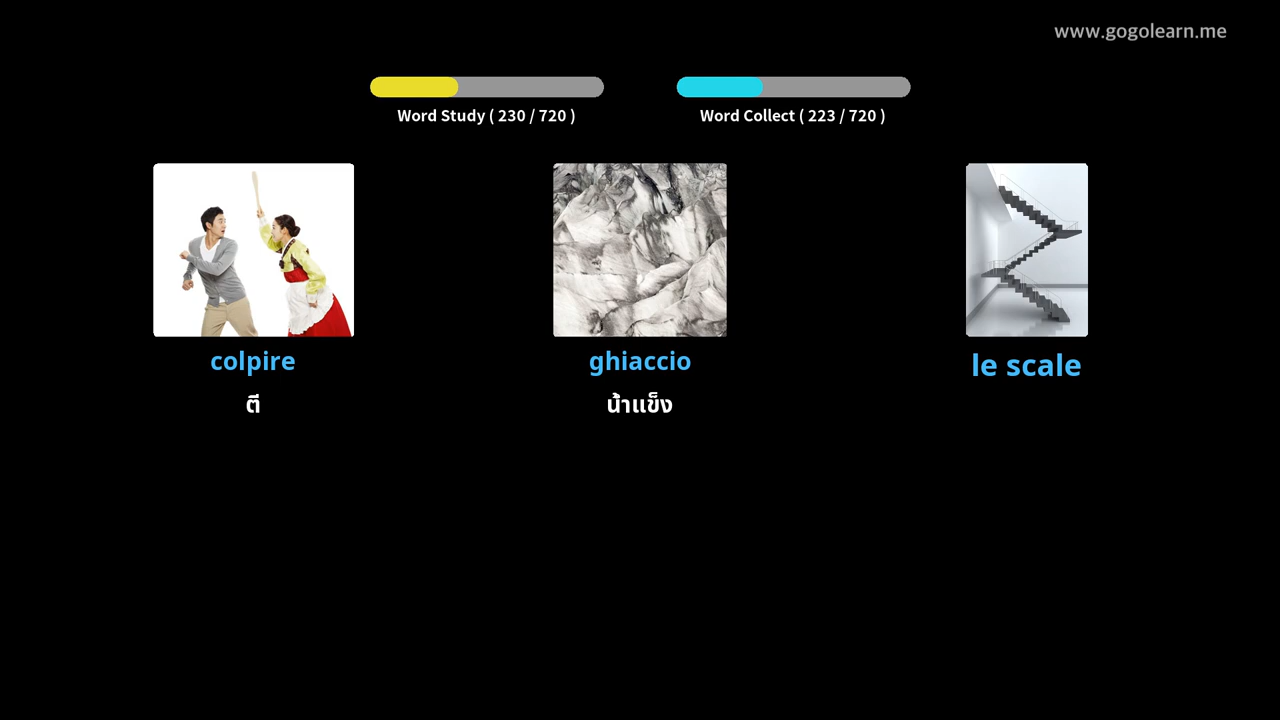 www.gogolearn.me
Word Study ( 230 / 720 )
Word Collect ( 223 / 720 )
colpire
ghiaccio
le scale
ตี
น้ำแข็ง